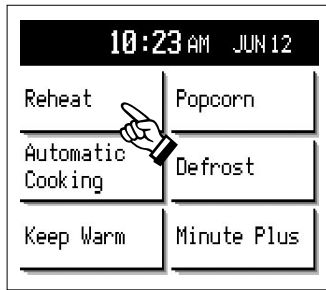 10:23 AM JUN 12
Reheat
Popcorn
Automatic
Cooking
Defrost
Keep Warm
Minute Plus